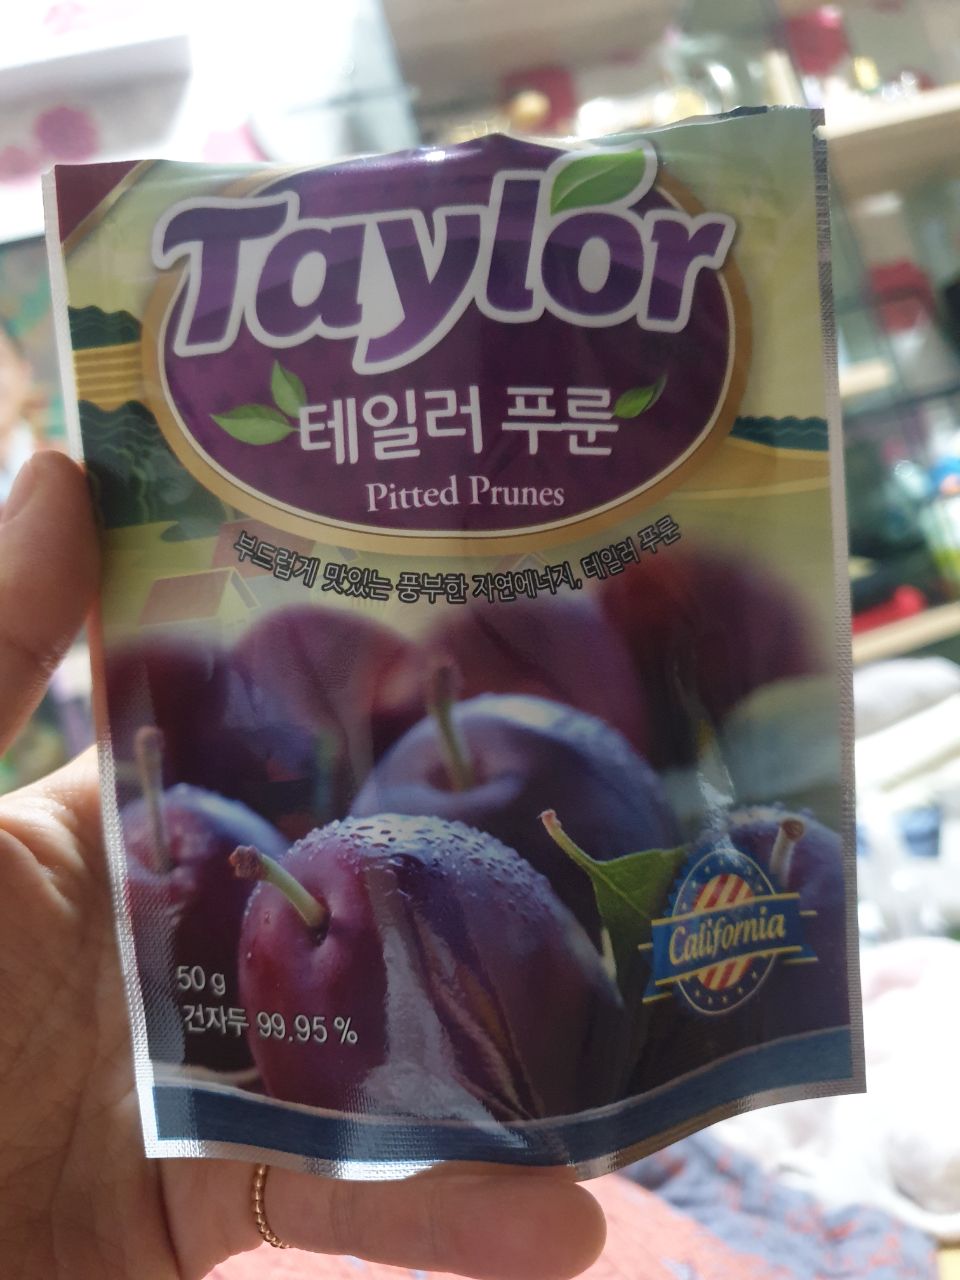 Taylor
테일러 푸룬
Pitted Prunes
부드럽게 맛있는 풍부한 자연에너지, 테일러 푸룬
California
50 g
건자두 99.95 %